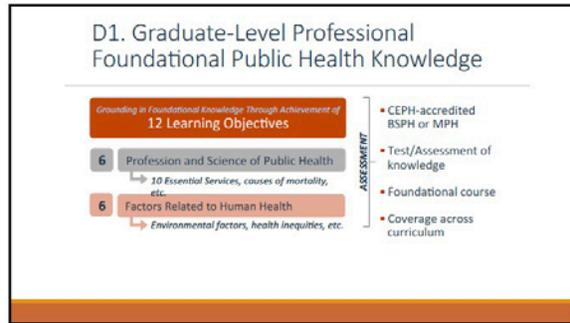 D1. Graduate-Level Professional
Foundational Public Health Knowledge
Grounding in Foundational Knowledge Through Achievement of
12 Learning Objectives
6 Profession and Science of Public Health
10 Essential Services, causes of mortality,
etc.
6 Factors Related to Human Health
Environmental factors, health inequities, etc.
ASSESSMENT
▪ CEPH-accredited
BSPH or MPH
▪ Test/Assessment of
knowledge
▪ Foundational course
▪ Coverage across
curriculum